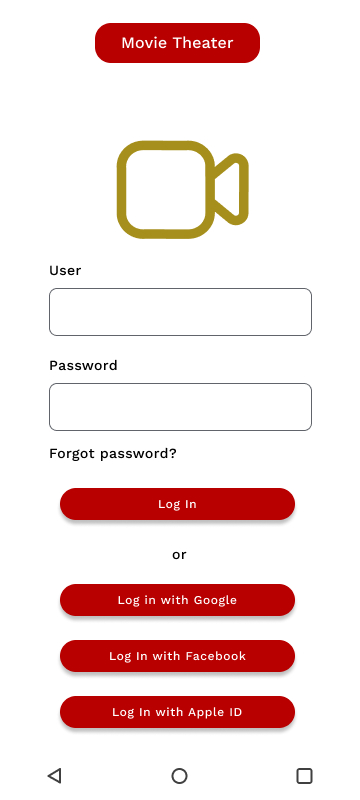 Movie Theater
User
Password
Forgot password?
Log In
or
Log in with Google
Log In with Facebook
Log In with Apple ID